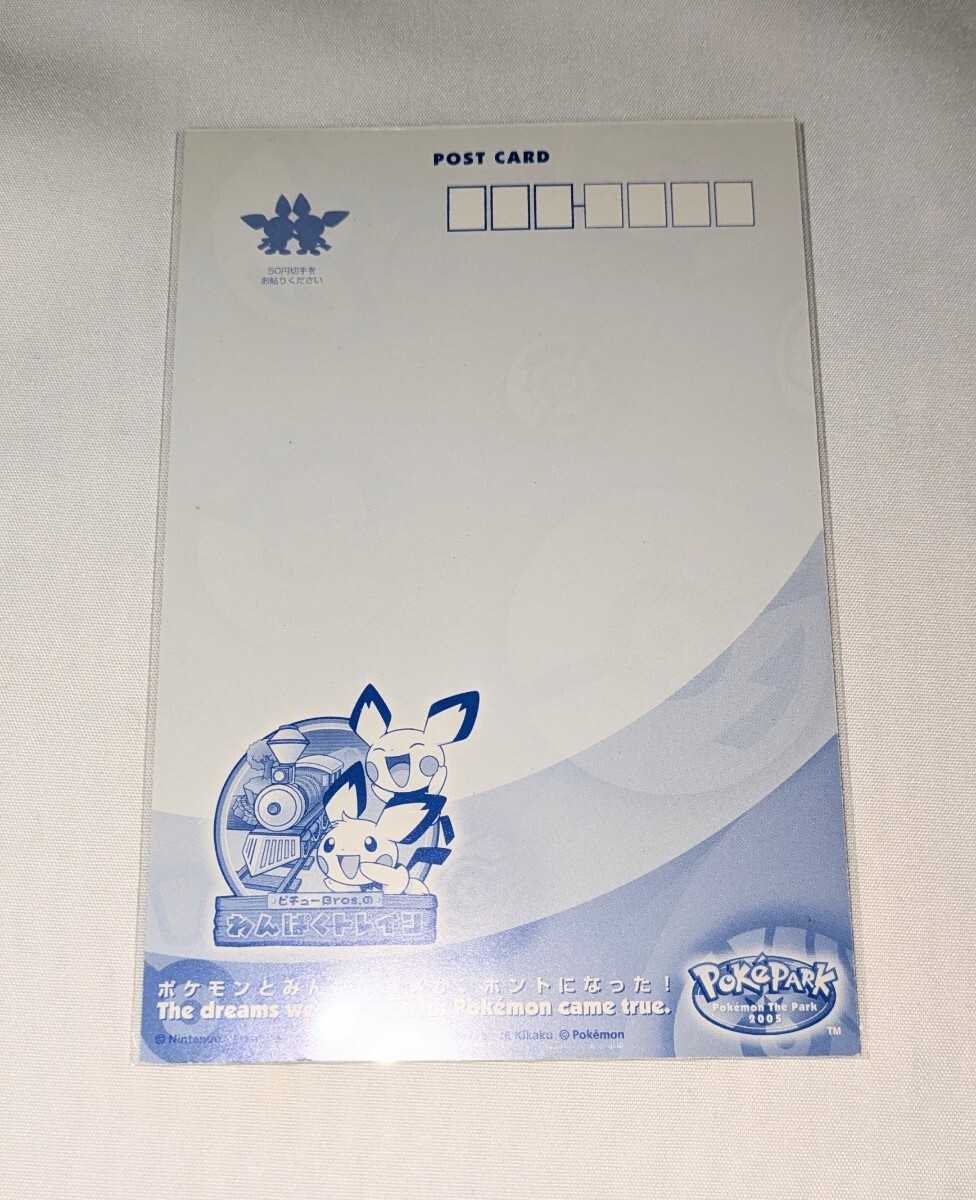 POST CARD
50円切手を
お貼りください
ピチューBros.の
わんぱくトレイン
ポケモンとみん ホントになった!
The dreams we Pokémon came true.
© Nintendo Kikaku © Pokémon
POKéPARK
Pokémon The Park
2005
TM